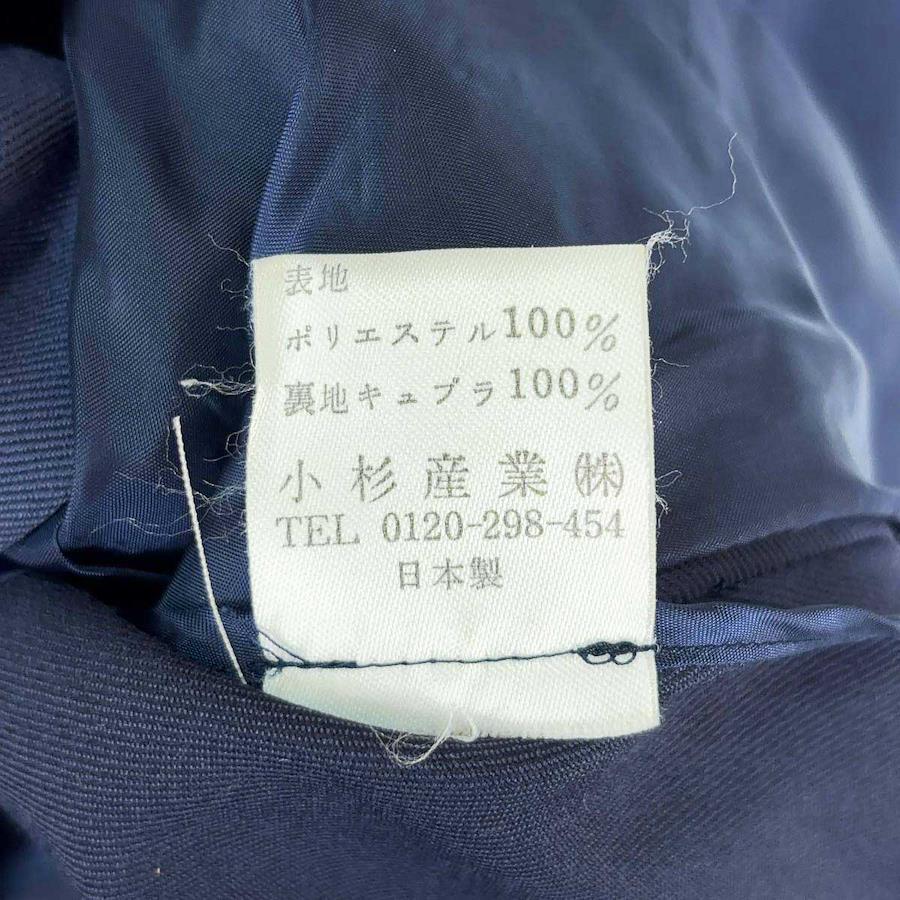 表地
ポリエステル100%
裏地キュプラ100%
小杉産業㈱
TEL 0120-298-454
日本製